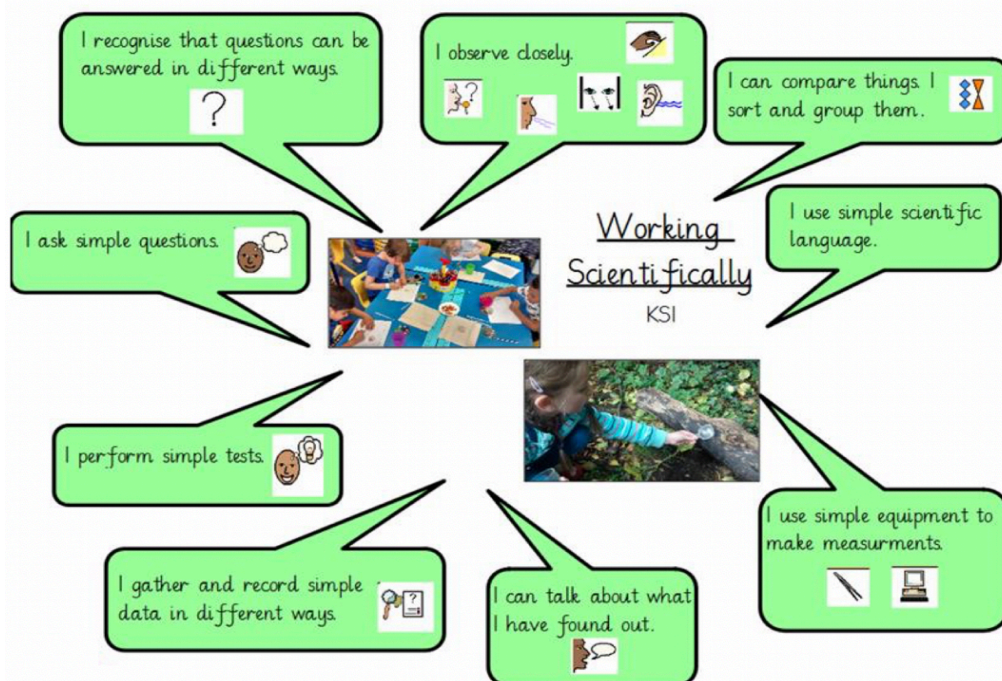 I recognise that questions can be
answered in different ways.
?
I observe closely.
?
I can compare things. I
sort and group them.
Working
Scientifically
KS1
I use simple scientific
language.
I ask simple questions.
I perform simple tests.
I use simple equipment to
make measurments.
I gather and record simple
data in different ways.
?
I can talk about what
I have found out.